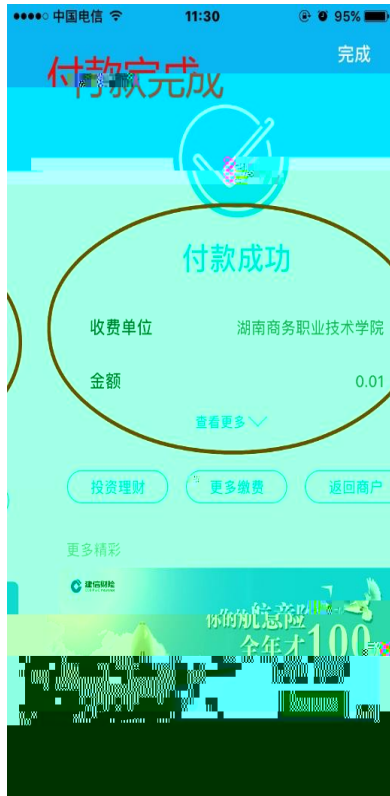 中国电信 11:30 95%
完成
付款完成
付款成功
收费单位 湖南商务职业技术学院
金额 0.01
查看更多
投资理财 更多缴费 返回商户
更多精彩
建信财险
你的航意险
全年才100